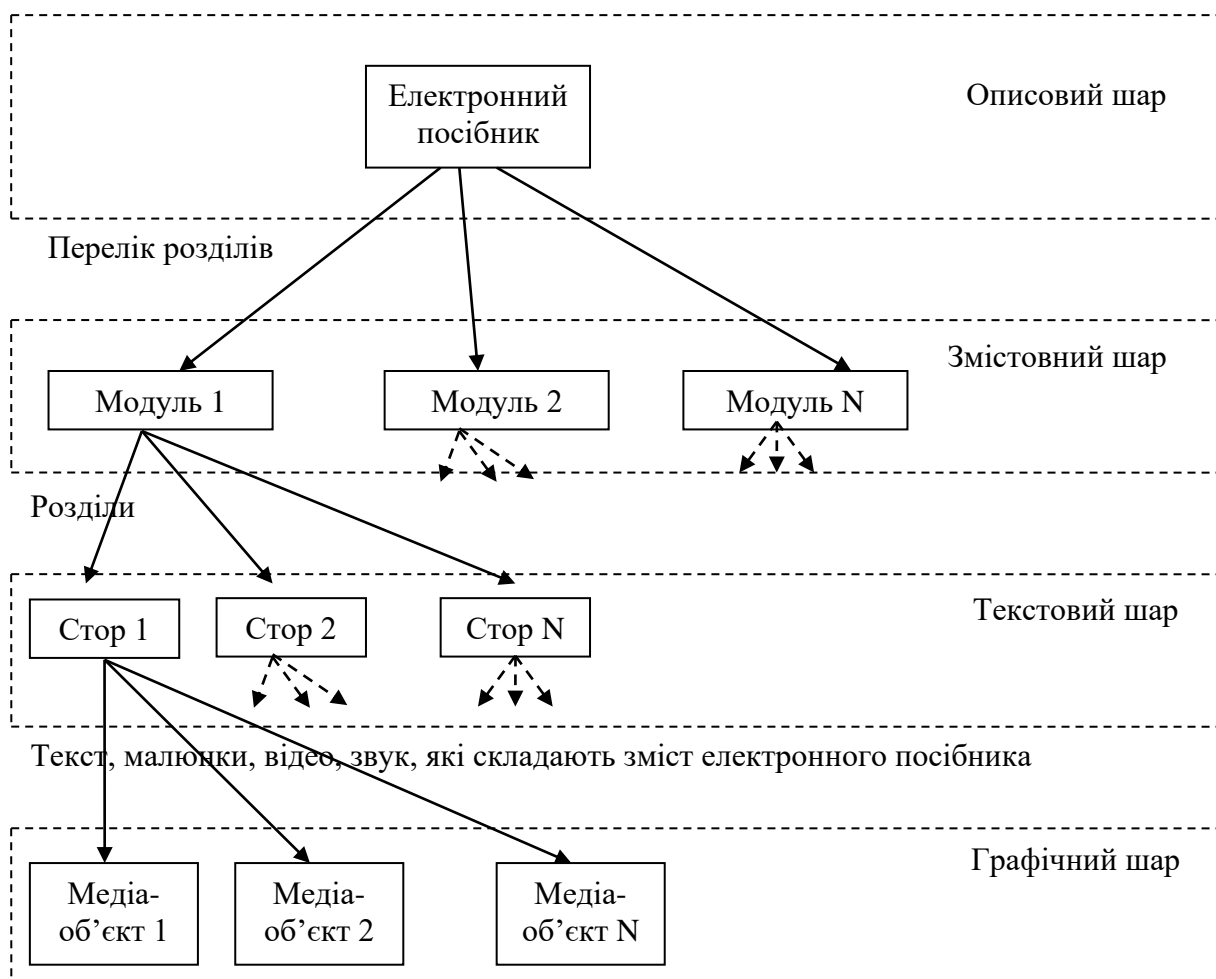 Електронний
посібник
Описовий шар
Перелік розділів
Змістовний шар
Модуль 1
Модуль 2
Модуль N
Розділи
Текстовий шар
Стор 1
Стор 2
Стор N
Текст, малюнки, відео, звук, які складають зміст електронного посібника
Графічний шар
Медіа-
об’єкт 1
Медіа-
об’єкт 2
Медіа-
об’єкт N